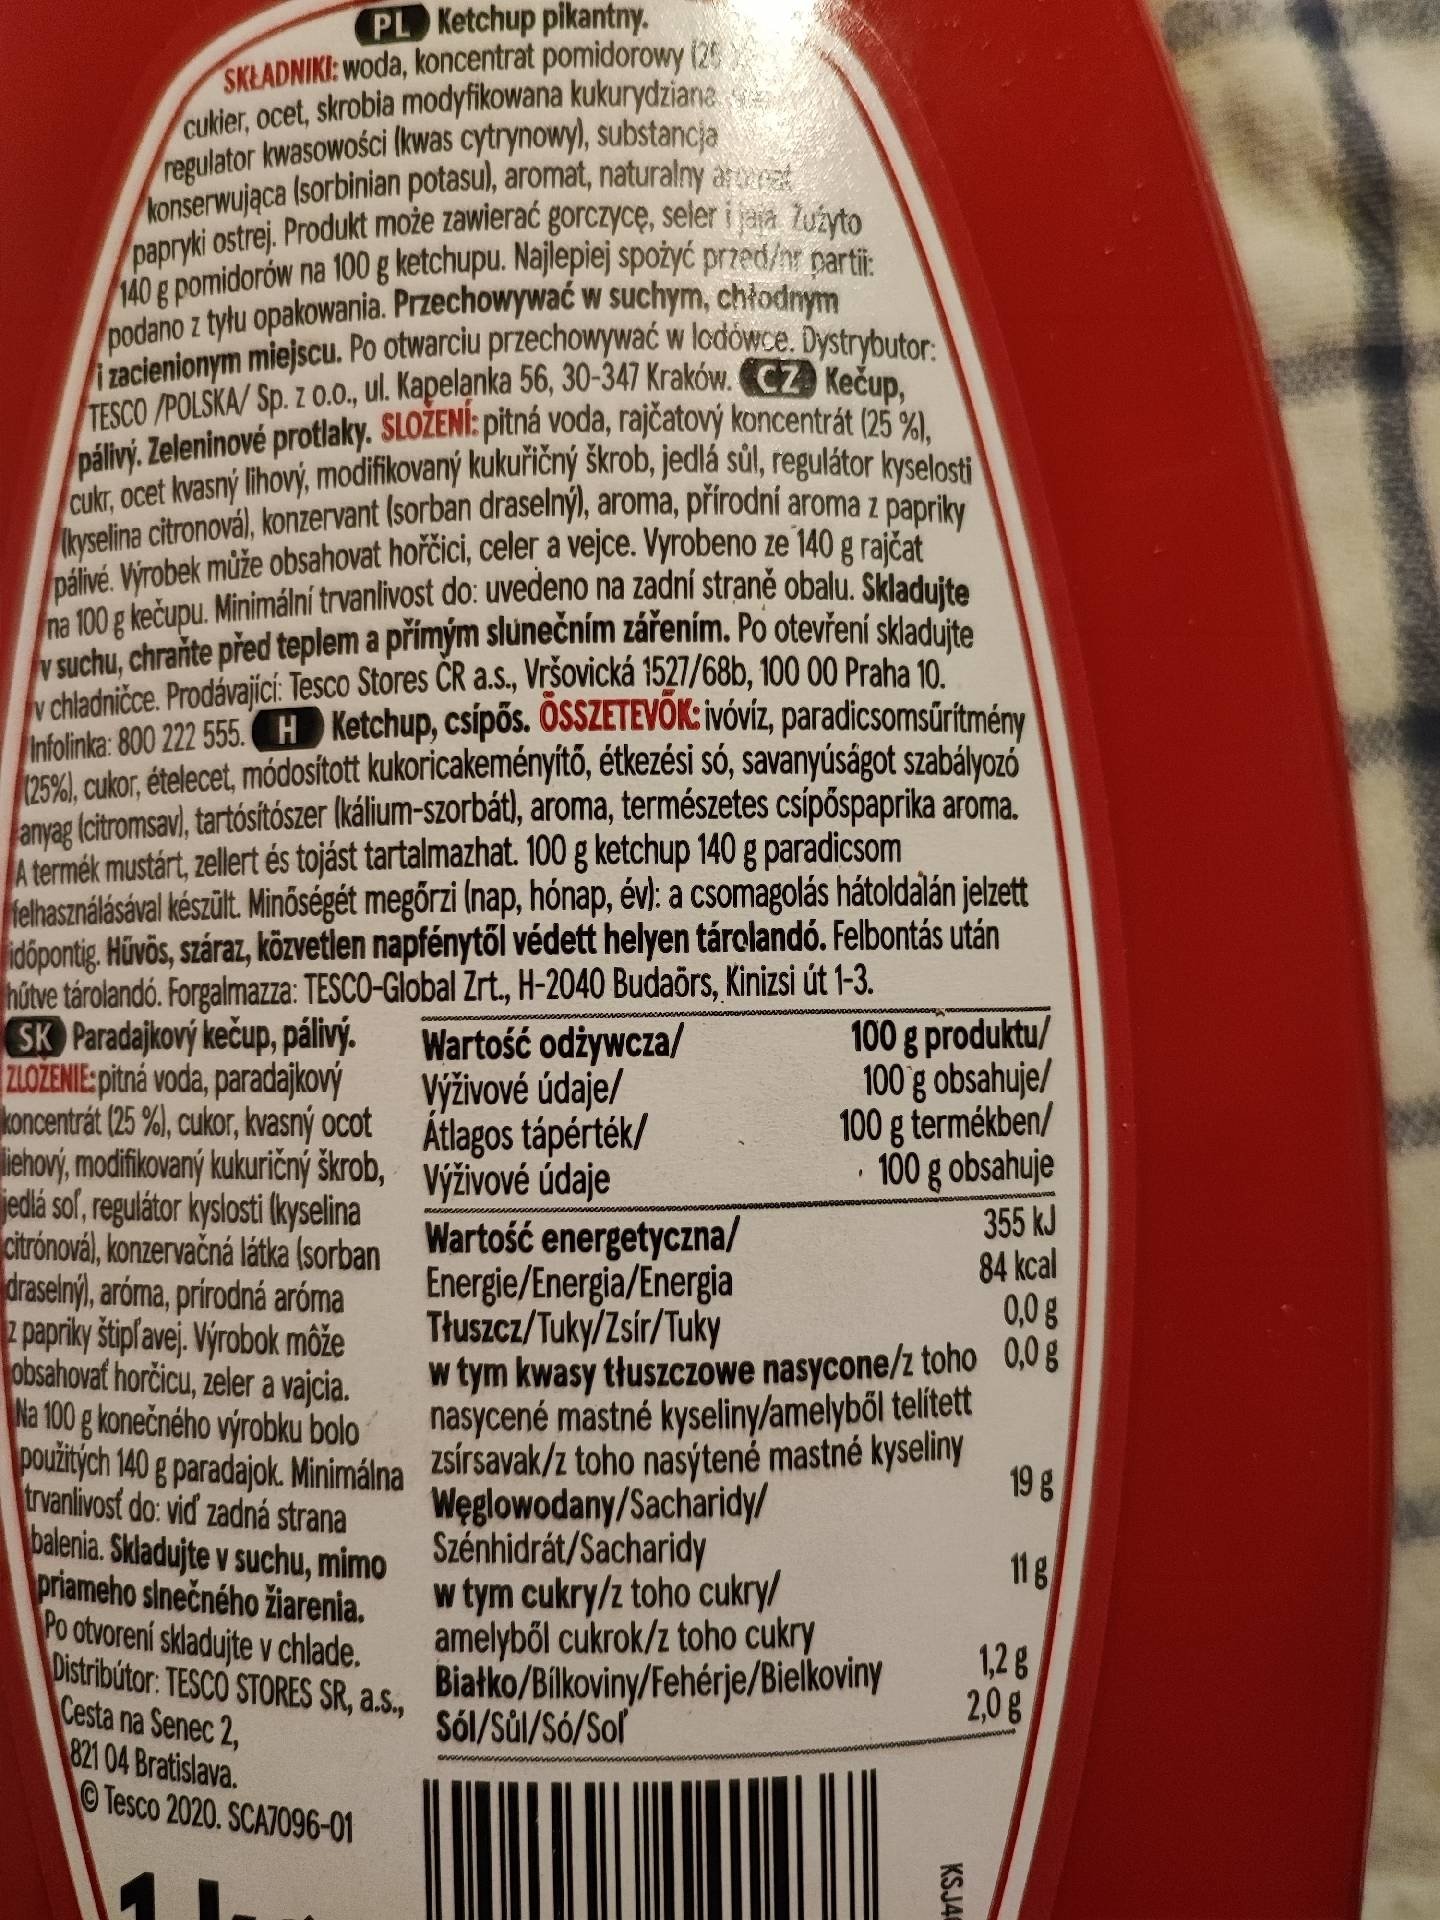 PL Ketchup pikantny.
SKŁADNIKI: woda, koncentrat pomidorowy (25
cukier, ocet, skrobia modyfikowana kukurydziana,
regulator kwasowości (kwas cytrynowy), substancja
konserwująca (sorbinian potasu), aromat, naturalny aromat
papryki ostrej. Produkt może zawierać gorczycę, seler i jaja. Zużyto
140 g pomidorów na 100 g ketchupu. Najlepiej spożyć przed/nr partii:
podano z tyłu opakowania. Przechowywać w suchym, chłodnym
i zacienionym miejscu. Po otwarciu przechowywać w lodówce. Dystrybutor:
TESCO /POLSKA/ Sp. z o.o., ul. Kapelanka 56, 30-347 Kraków. CZ Kečup,
pálivý. Zeleninové protlaky. SLOŽENÍ: pitná voda, rajčatový koncentrát (25 %),
cukr, ocet kvasný lihový, modifikovaný kukuřičný škrob, jedlá sůl, regulátor kyselosti
(kyselina citronová), konzervant (sorban draselný), aroma, přírodní aroma z papriky
pálivé. Výrobek může obsahovat hořčici, celer a vejce. Vyrobeno ze 140 g rajčat
na 100 g kečupu. Minimální trvanlivost do: uvedeno na zadní straně obalu. Skladujte
v suchu, chraňte před teplem a přímým slunečním zářením. Po otevření skladujte
v chladničce. Prodávající: Tesco Stores ČR a.s., Vršovická 1527/68b, 100 00 Praha 10.
Infolinka: 800 222 555. H Ketchup, csípős. ÖSSZETEVŐK: ivóvíz, paradicsomsűrítmény
(25%), cukor, ételecet, módosított kukoricakeményítő, étkezési só, savanyúságot szabályozó
anyag (citromsav), tartósítószer (kálium-szorbát), aroma, természetes csípőspaprika aroma.
A termék mustárt, zellert és tojást tartalmazhat. 100 g ketchup 140 g paradicsom
felhasználásával készült. Minőségét megőrzi (nap, hónap, év): a csomagolás hátoldalán jelzett
időpontig. Hűvös, száraz, közvetlen napfénytől védett helyen tárolandó. Felbontás után
hűtve tárolandó. Forgalmazza: TESCO-Global Zrt., H-2040 Budaörs, Kinizsi út 1-3.
SK Paradajkový kečup, pálivý.
ZLOŽENIE: pitná voda, paradajkový
koncentrát (25 %), cukor, kvasný ocot
liehový, modifikovaný kukuričný škrob,
jedlá soľ, regulátor kyslosti (kyselina
citrónová), konzervačná látka (sorban
draselný), aróma, prírodná aróma
z papriky štipľavej. Výrobok môže
obsahovať horčicu, zeler a vajcia.
Na 100 g konečného výrobku bolo
použitých 140 g paradajok. Minimálna
trvanlivosť do: viď zadná strana
balenia. Skladujte v suchu, mimo
priameho slnečného žiarenia.
Po otvorení skladujte v chlade.
Distribútor: TESCO STORES SR, a.s.,
Cesta na Senec 2,
821 04 Bratislava.
© Tesco 2020. SCA7096-01
Wartość odżywcza/ 100 g produktu/
Výživové údaje/ 100 g obsahuje/
Átlagos tápérték/ 100 g termékben/
Výživové údaje 100 g obsahuje
Wartość energetyczna/ 355 kJ
Energie/Energia/Energia 84 kcal
Tłuszcz/Tuky/Zsír/Tuky 0,0 g
w tym kwasy tłuszczowe nasycone/z toho 0,0 g
nasycené mastné kyseliny/amelyből telített
zsírsavak/z toho nasýtené mastné kyseliny
Węglowodany/Sacharidy/ 19 g
Szénhidrát/Sacharidy
w tym cukry/z toho cukry/ 11 g
amelyből cukrok/z toho cukry
Białko/Bílkoviny/Fehérje/Bielkoviny 1,2 g
Sól/Sůl/Só/Soľ 2,0 g